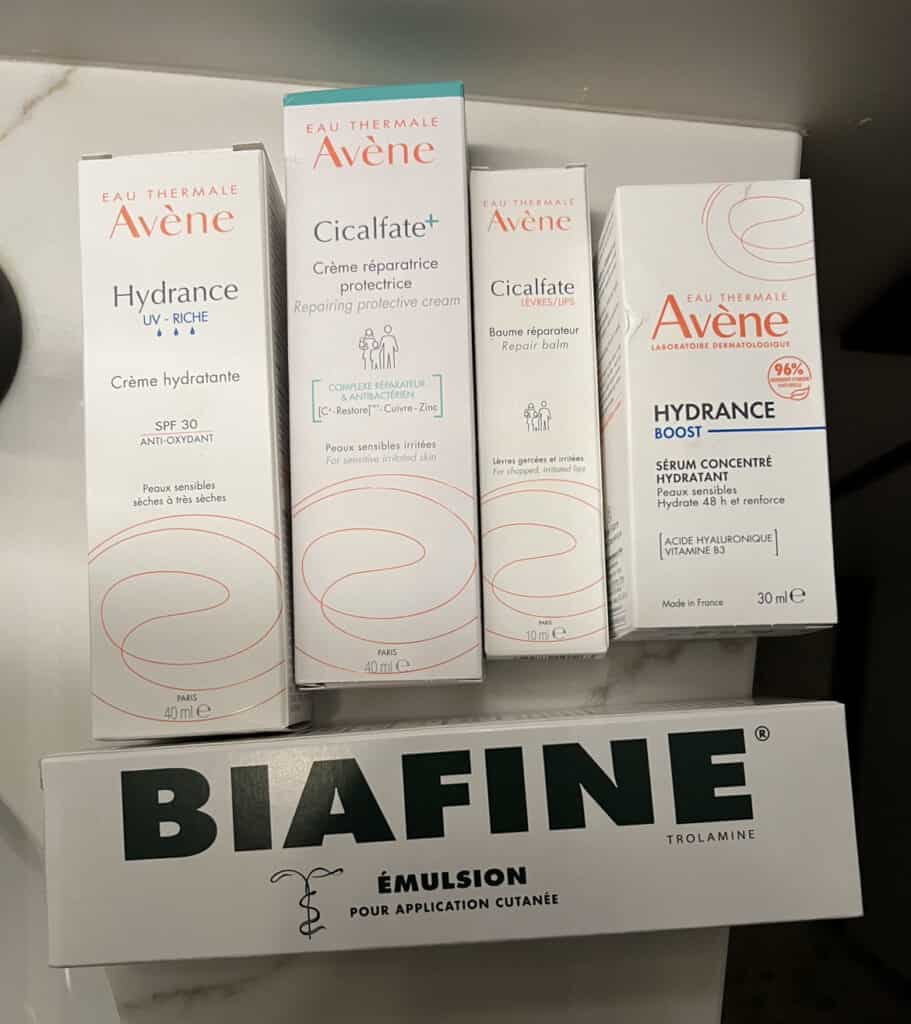 EAU THERMALE
Avène
Hydrance
UV - RICHE
Crème hydratante
SPF 30
ANTI-OXYDANT
Peaux sensibles
sèches à très sèches
PARIS
40 ml e
EAU THERMALE
Avène
Cicalfate+
Crème réparatrice
protectrice
Repairing protective cream
COMPLEXE RÉPARATEUR
& ANTIBACTÉRIEN
-Cuivre-Zinc
Peaux sensibles irritées
For sensitive irritated skin
PARIS
40 ml e
EAU THERMALE
Avène
Cicalfate
LÈVRES/LIPS
Baume réparateur
Repair balm
Lèvres gercées et irritées
For chapped, irritated lips
PARIS
10 ml e
EAU THERMALE
Avène
LABORATOIRE DERMATOLOGIQUE
96%
HYDRANCE
BOOST
SÉRUM CONCENTRÉ
HYDRATANT
Peaux sensibles
Hydrate 48 h et renforce
[ACIDE HYALURONIQUE
VITAMINE B3]
Made in France
30 ml e
BIAFINE®
TROLAMINE
ÉMULSION
POUR APPLICATION CUTANÉE